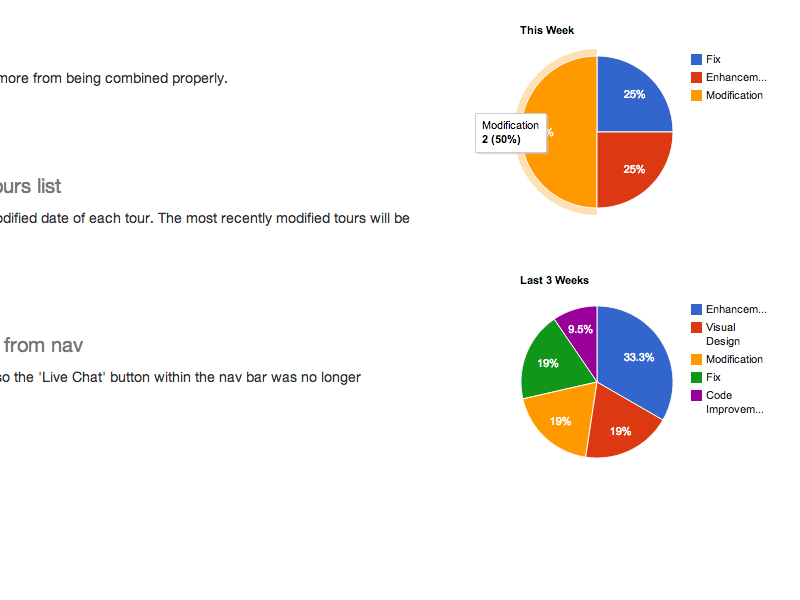 more from being combined properly.
ours list
odified date of each tour. The most recently modified tours will be
from nav
so the 'Live Chat' button within the nav bar was no longer
This Week
Fix
Enhancem...
Modification
25%
25%
%
Modification
2 (50%)
Last 3 Weeks
Enhancem...
Visual
Design
Modification
Fix
Code
Improvem...
9.5%
33.3%
19%
19%
19%